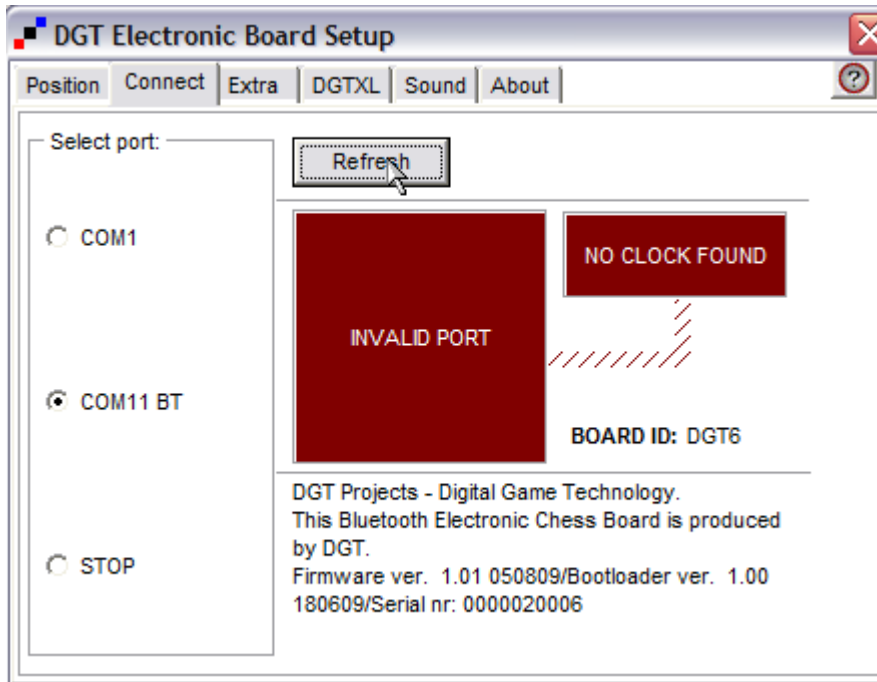 DGT Electronic Board Setup
Position Connect Extra DGTXL Sound About ?
Select port:
Refresh
COM1
NO CLOCK FOUND
INVALID PORT
COM11 BT
BOARD ID: DGT6
DGT Projects - Digital Game Technology.
This Bluetooth Electronic Chess Board is produced
by DGT.
Firmware ver. 1.01 050809/Bootloader ver. 1.00
180609/Serial nr: 0000020006
STOP